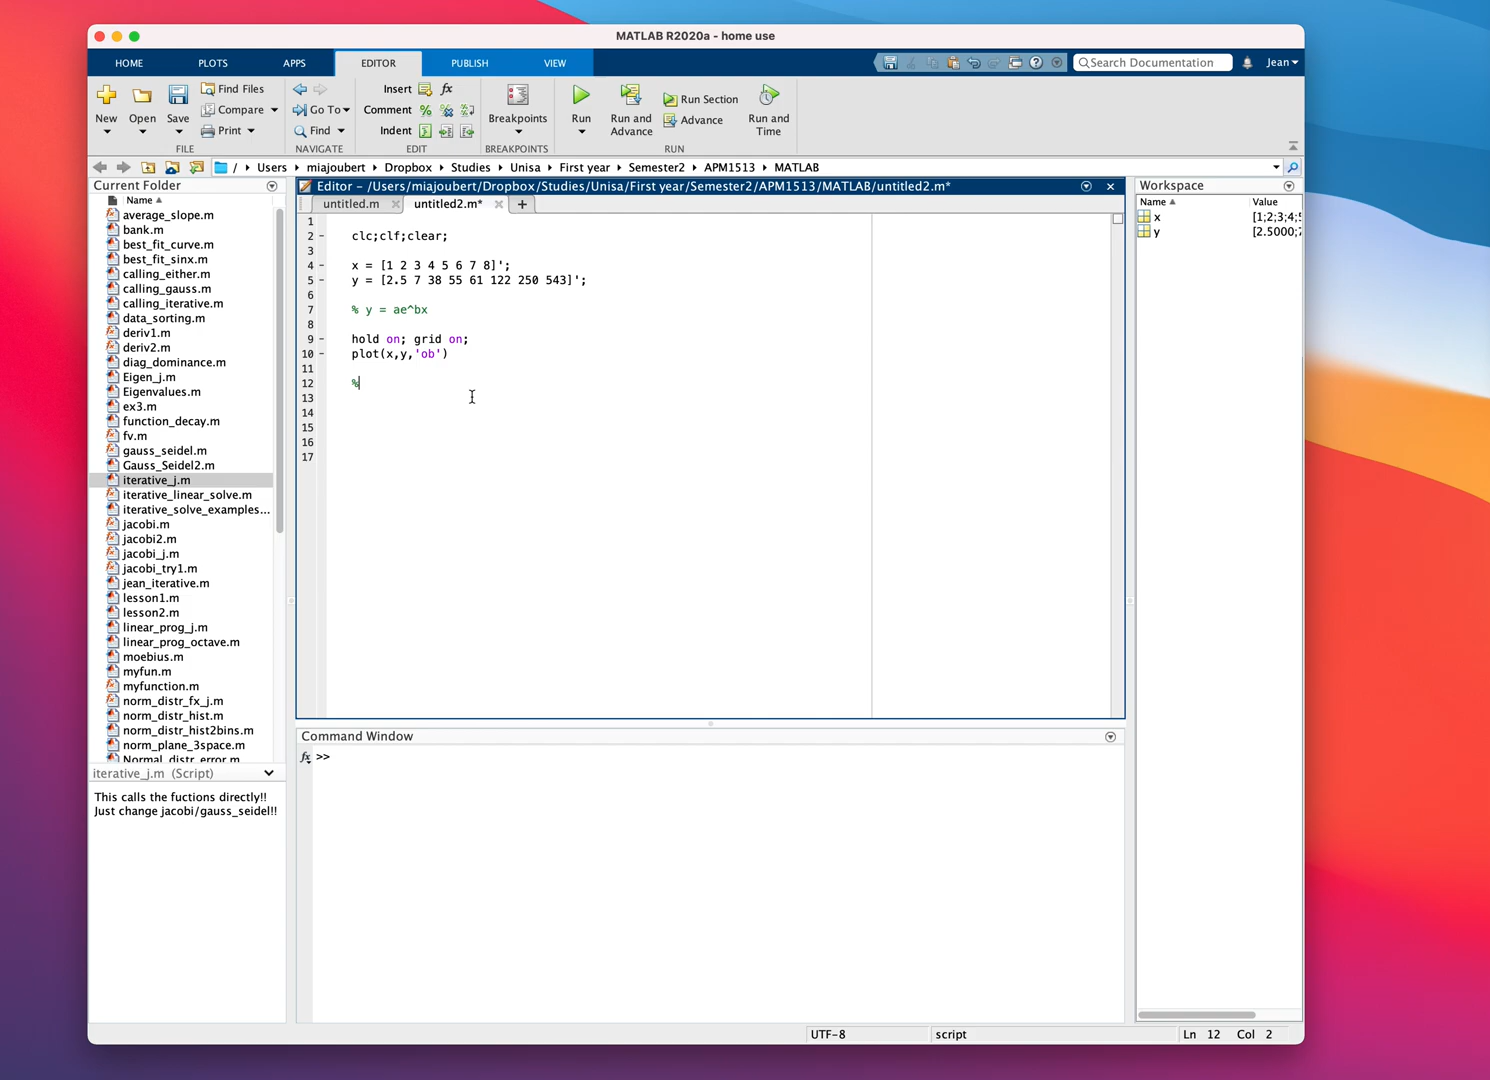 MATLAB R2020a - home use
HOME PLOTS APPS EDITOR PUBLISH VIEW Search Documentation Jean
New Open Save Find Files Compare Print
FILE
Go To Find
NAVIGATE
Insert fx
Comment
Indent
EDIT
Breakpoints
BREAKPOINTS
Run Run and Advance Run Section Advance Run and Time
RUN
/ Users miajoubert Dropbox Studies Unisa First year Semester2 APM1513 MATLAB
Current Folder
Name
average_slope.m
bank.m
best_fit_curve.m
best_fit_sinx.m
calling_either.m
calling_gauss.m
calling_iterative.m
data_sorting.m
deriv1.m
deriv2.m
diag_dominance.m
Eigen_j.m
Eigenvalues.m
ex3.m
function_decay.m
fv.m
gauss_seidel.m
Gauss_Seidel2.m
iterative_j.m
iterative_linear_solve.m
iterative_solve_examples...
jacobi.m
jacobi2.m
jacobi_j.m
jacobi_try1.m
jean_iterative.m
lesson1.m
lesson2.m
linear_prog_j.m
linear_prog_octave.m
moebius.m
myfun.m
myfunction.m
norm_distr_fx_j.m
norm_distr_hist.m
norm_distr_hist2bins.m
norm_plane_3space.m
Normal_distr_error.m
iterative_j.m (Script)
This calls the fuctions directly!!
Just change jacobi/gauss_seidel!!
Editor - /Users/miajoubert/Dropbox/Studies/Unisa/First year/Semester2/APM1513/MATLAB/untitled2.m*
untitled.m untitled2.m* +
1
2 - clc;clf;clear;
3
4 - x = [1 2 3 4 5 6 7 8]';
5 - y = [2.5 7 38 55 61 122 250 543]';
6
7 % y = ae^bx
8
9 - hold on; grid on;
10 - plot(x,y,'ob')
11
12 %
13
14
15
16
17
Command Window
fx >>
Workspace
Name Value
x [1;2;3;4;5
y [2.5000;7
UTF-8 script Ln 12 Col 2